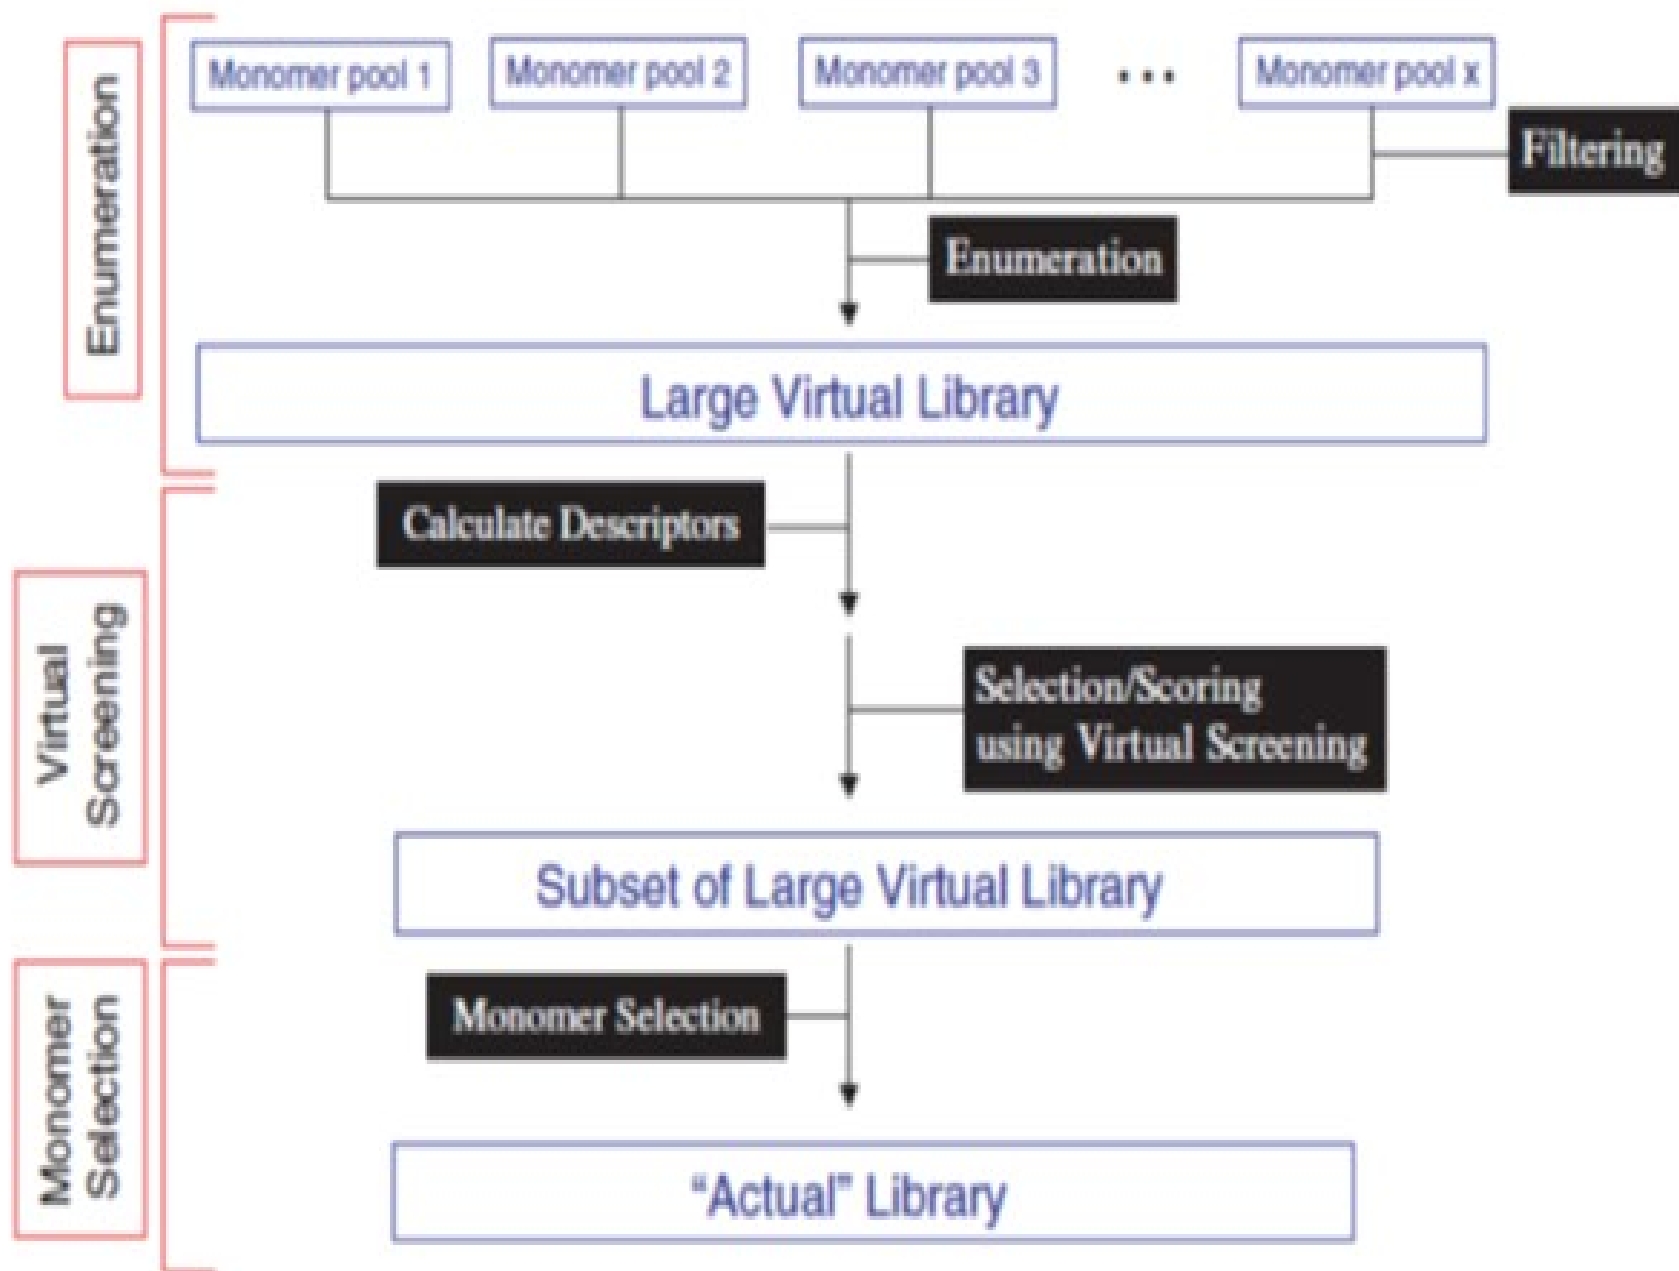 Monomer pool 1
Monomer pool 2
Monomer pool 3
...
Monomer pool x
Filtering
Enumeration
Enumeration
Large Virtual Library
Calculate Descriptors
Virtual
Screening
Selection/Scoring
using Virtual Screening
Subset of Large Virtual Library
Monomer
Selection
Monomer Selection
“Actual” Library